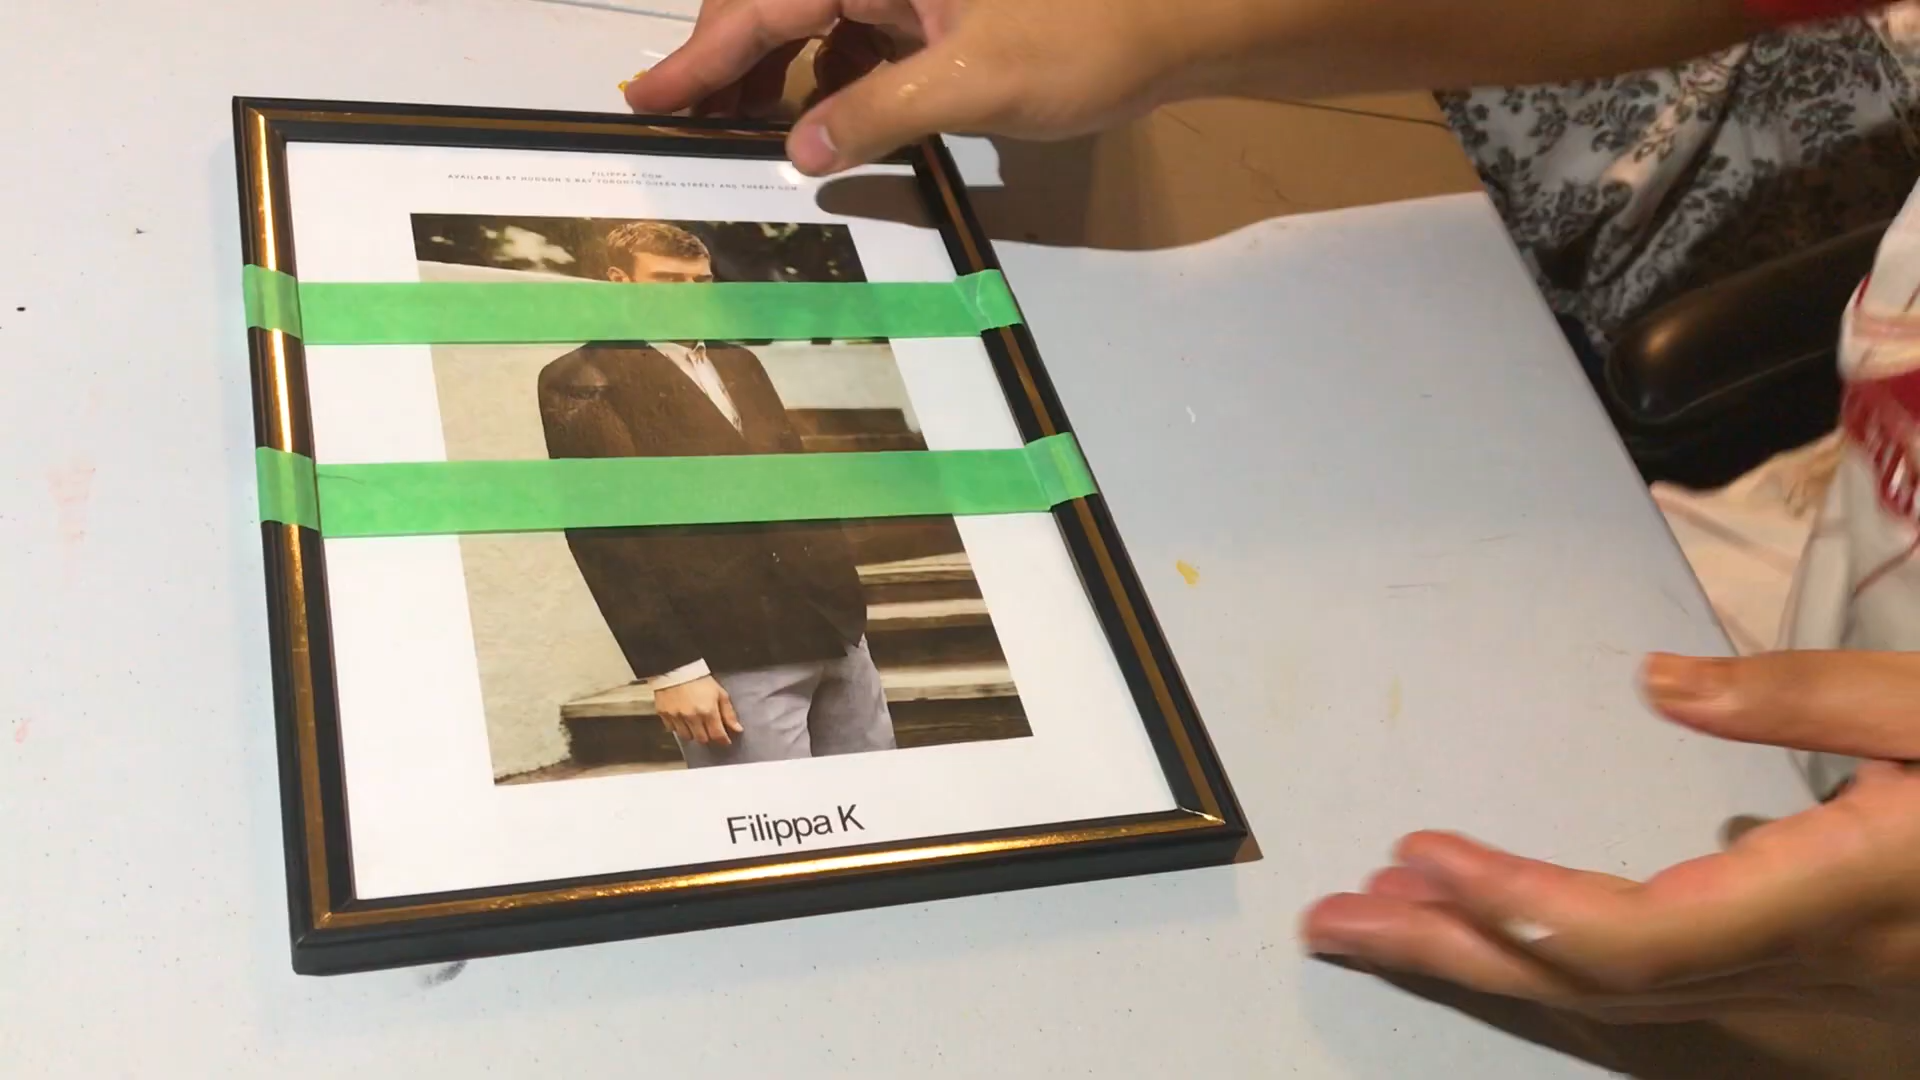 FILIPPA K.COM
AVAILABLE AT HUDSON'S BAY TORONTO QUEEN STREET AND THEBAY.COM
Filippa K